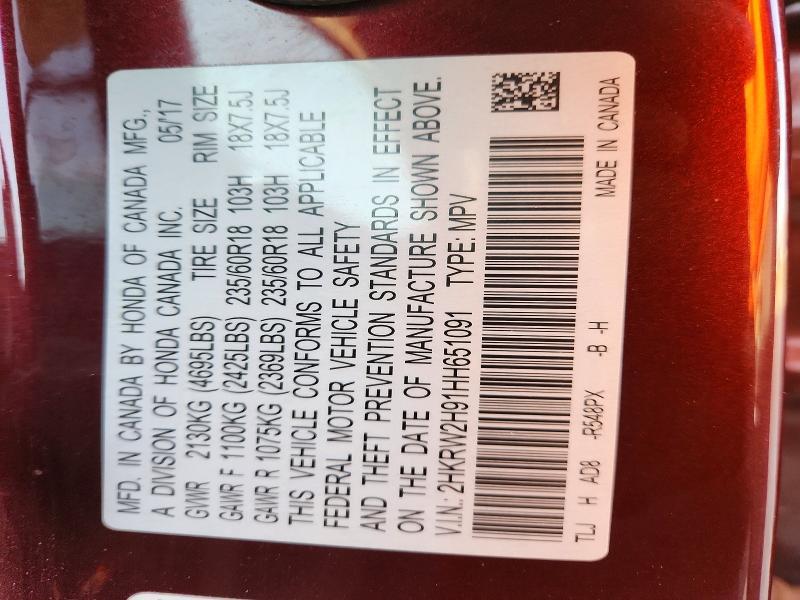 MFD. IN CANADA BY HONDA OF CANADA MFG.,
A DIVISION OF HONDA CANADA INC. 05/17
GWR 2130KG (4695LBS) TIRE SIZE RIM SIZE
GAWR F 1100KG (2425LBS) 235/60R18 103H 18X7.5J
GAWR R 1075KG (2369LBS) 235/60R18 103H 18X7.5J
THIS VEHICLE CONFORMS TO ALL APPLICABLE
FEDERAL MOTOR VEHICLE SAFETY
AND THEFT PREVENTION STANDARDS IN EFFECT
ON THE DATE OF MANUFACTURE SHOWN ABOVE.
V.I.N.: 2HKRW2H91HH651091 TYPE: MPV
TLJ H AD8 -R548PX -B -H MADE IN CANADA